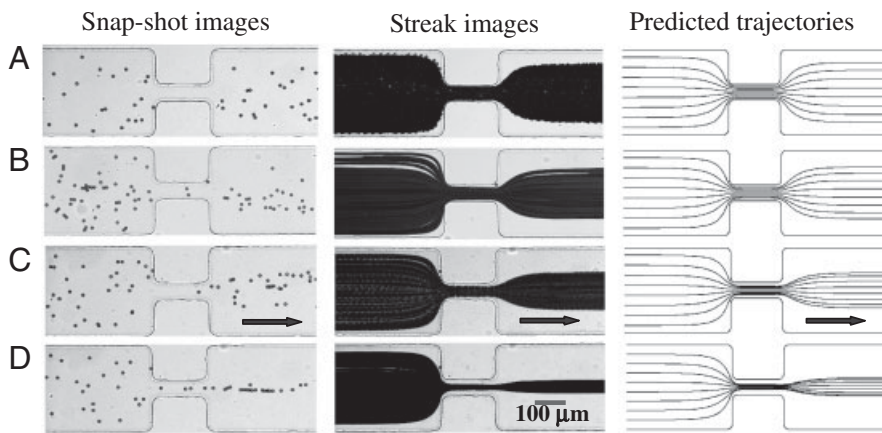 Snap-shot images Streak images Predicted trajectories
A
B
C
D
100 μm